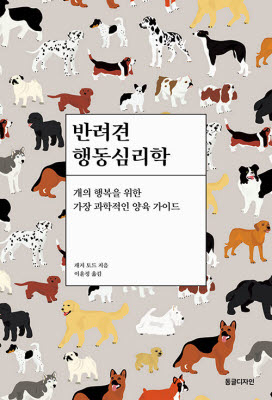 반려견
행동심리학
개의 행복을 위한
가장 과학적인 양육 가이드
재지 토드 지음
이윤정 옮김
동글디자인